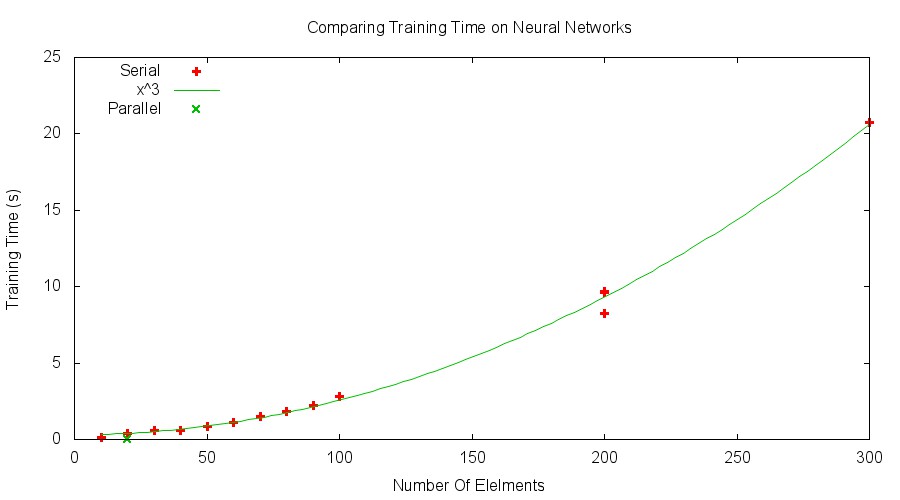 Comparing Training Time on Neural Networks
25
20
15
10
5
0
Training Time (s)
Serial
x^3
Parallel
0 50 100 150 200 250 300
Number Of Elelments